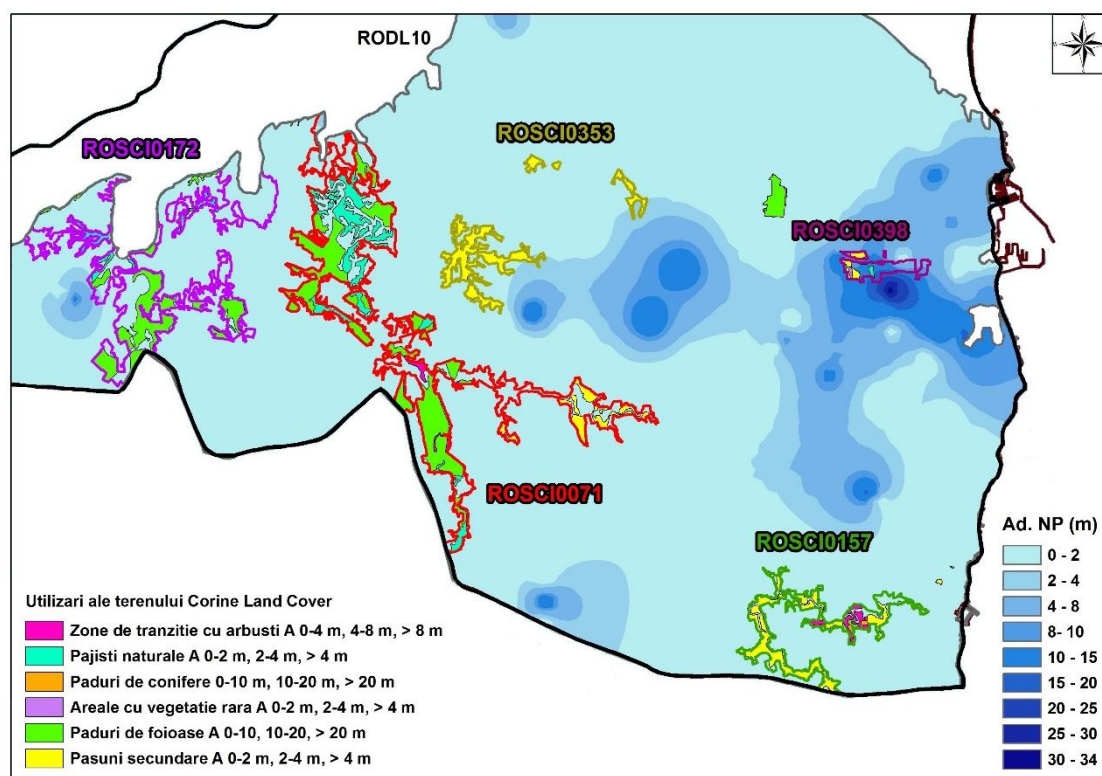 RODL10
ROSCI0172
ROSCI0353
ROSCI0398
ROSCI0071
ROSCI0157
Utilizari ale terenului Corine Land Cover
Zone de tranzitie cu arbusti A 0-4 m, 4-8 m, > 8 m
Pajisti naturale A 0-2 m, 2-4 m, > 4 m
Paduri de conifere 0-10 m, 10-20 m, > 20 m
Areale cu vegetatie rara A 0-2 m, 2-4 m, > 4 m
Paduri de foioase A 0-10, 10-20, > 20 m
Pasuni secundare A 0-2 m, 2-4 m, > 4 m
Ad. NP (m)
0 - 2
2 - 4
4 - 8
8- 10
10 - 15
15 - 20
20 - 25
25 - 30
30 - 34